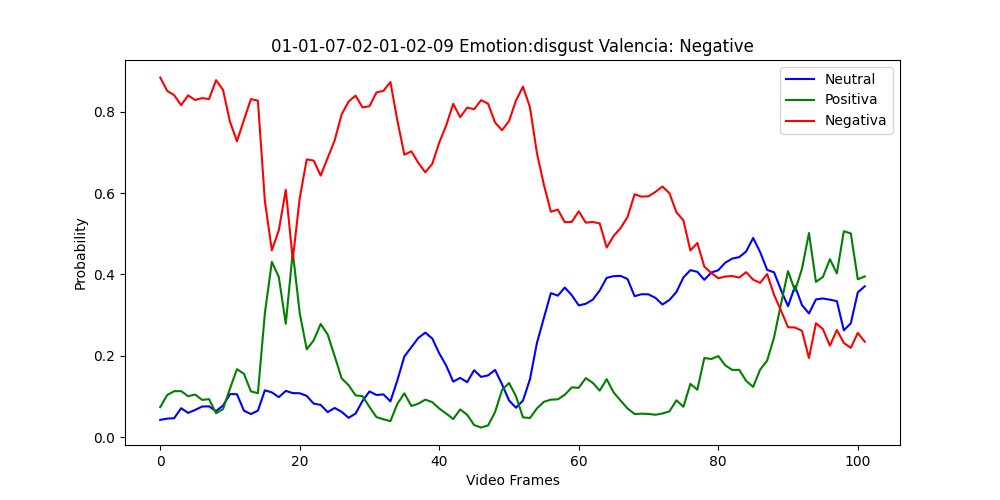 01-01-07-02-01-02-09 Emotion:disgust Valencia: Negative
Neutral
Positiva
Negativa
Probability
0.8
0.6
0.4
0.2
0.0
0 20 40 60 80 100
Video Frames